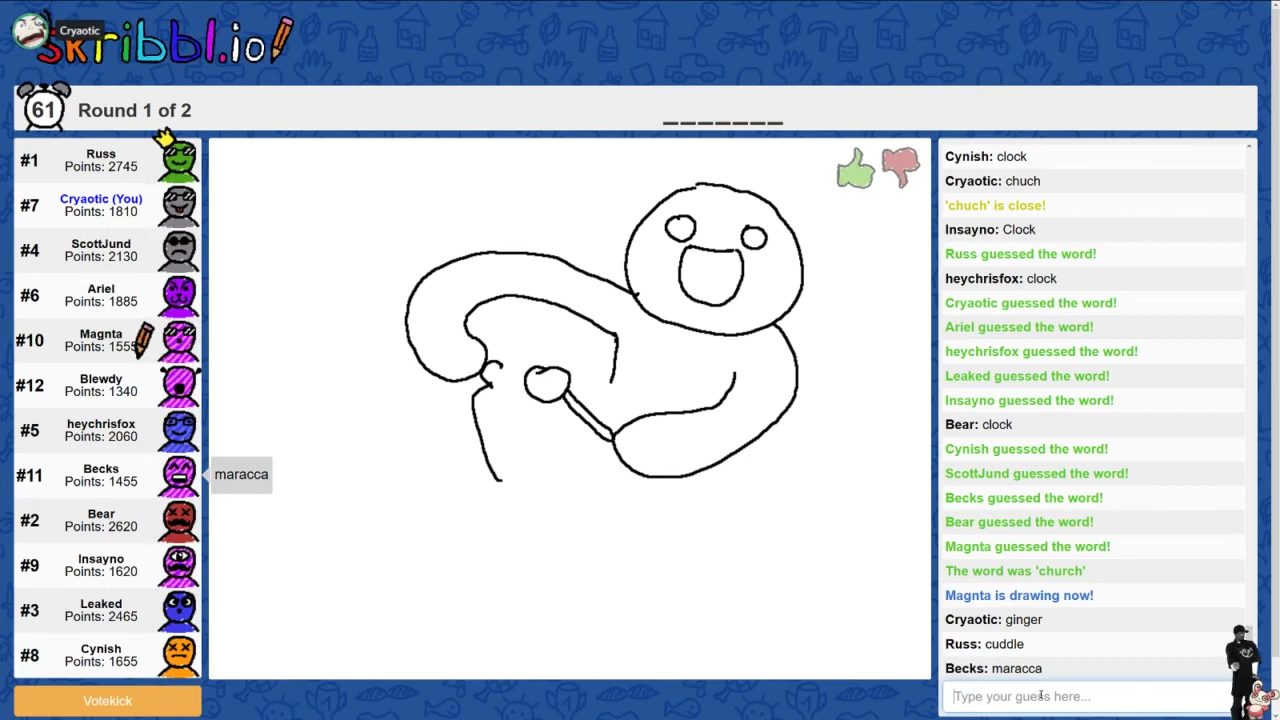 Cryaotic
skribbl.io
61
Round 1 of 2
_______
#1
Russ
Points: 2745
#7
Cryaotic (You)
Points: 1810
#4
ScottJund
Points: 2130
#6
Ariel
Points: 1885
#10
Magnta
Points: 1555
#12
Blewdy
Points: 1340
#5
heychrisfox
Points: 2060
#11
Becks
Points: 1455
maracca
#2
Bear
Points: 2620
#9
Insayno
Points: 1620
#3
Leaked
Points: 2465
#8
Cynish
Points: 1655
Votekick
Cynish: clock
Cryaotic: chuch
'chuch' is close!
Insayno: Clock
Russ guessed the word!
heychrisfox: clock
Cryaotic guessed the word!
Ariel guessed the word!
heychrisfox guessed the word!
Leaked guessed the word!
Insayno guessed the word!
Bear: clock
Cynish guessed the word!
ScottJund guessed the word!
Becks guessed the word!
Bear guessed the word!
Magnta guessed the word!
The word was 'church'
Magnta is drawing now!
Cryaotic: ginger
Russ: cuddle
Becks: maracca
Type your guess here...